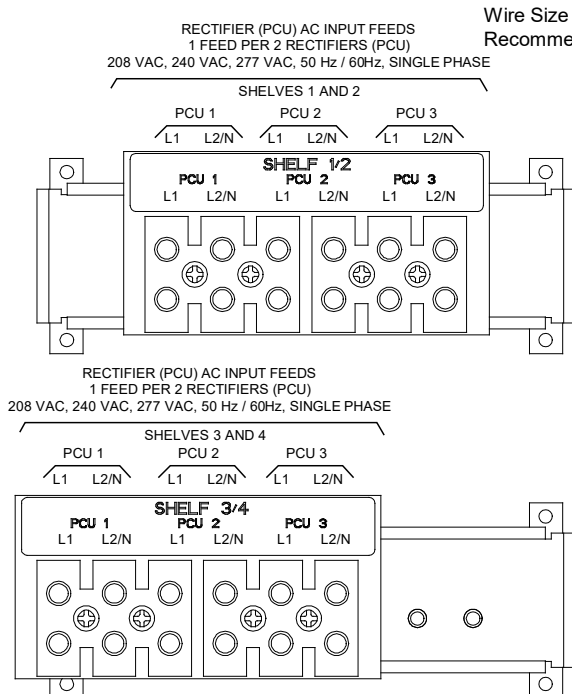 Wire Size
Recomme
RECTIFIER (PCU) AC INPUT FEEDS
1 FEED PER 2 RECTIFIERS (PCU)
208 VAC, 240 VAC, 277 VAC, 50 Hz / 60Hz, SINGLE PHASE
SHELVES 1 AND 2
PCU 1 PCU 2 PCU 3
L1 L2/N L1 L2/N L1 L2/N
SHELF 1/2
PCU 1 PCU 2 PCU 3
L1 L2/N L1 L2/N L1 L2/N
RECTIFIER (PCU) AC INPUT FEEDS
1 FEED PER 2 RECTIFIERS (PCU)
208 VAC, 240 VAC, 277 VAC, 50 Hz / 60Hz, SINGLE PHASE
SHELVES 3 AND 4
PCU 1 PCU 2 PCU 3
L1 L2/N L1 L2/N L1 L2/N
SHELF 3/4
PCU 1 PCU 2 PCU 3
L1 L2/N L1 L2/N L1 L2/N